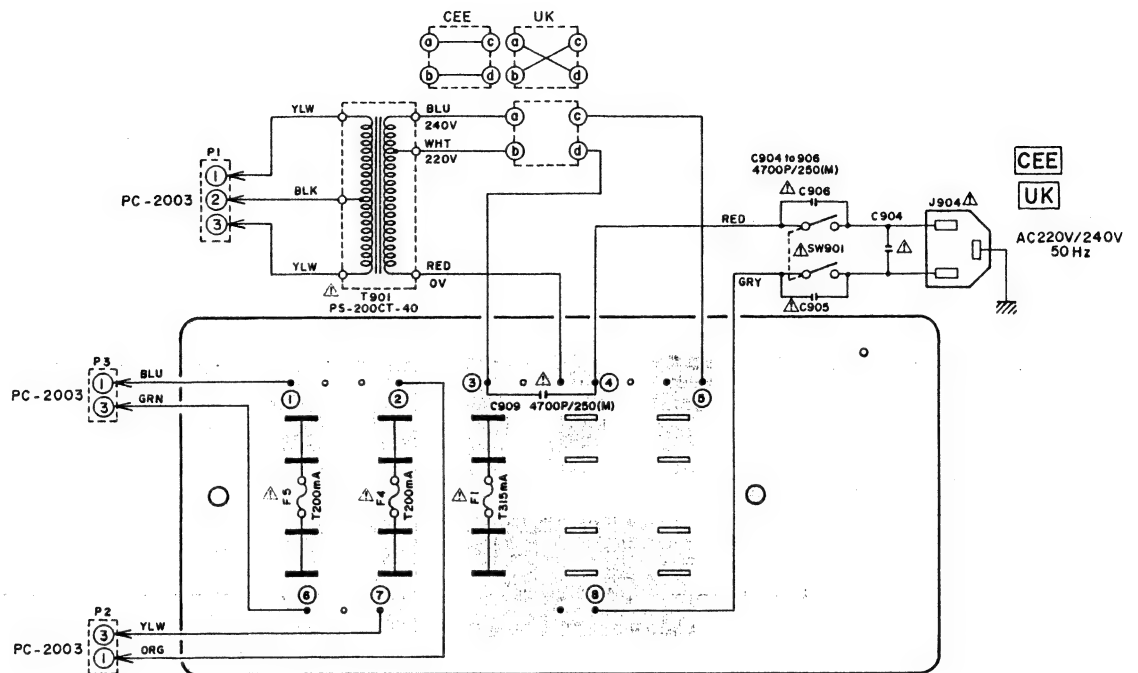 CEE UK
a c a c
b d b d
YLW
BLU
240V
a c
P1
WHT
220V
b d
1
PC-2003 2
BLK
3
YLW
RED
0V
T901
PS-200CT-40
C904 to 906
4700P/250(M)
C906
RED
C904
J904
SW901
GRY
C905
CEE
UK
AC220V/240V
50Hz
P3
PC-2003
1 BLU
3 GRN
1
2
3
4
5
C909 4700P/250(M)
F5
T200mA
F4
T200mA
F1
T315mA
6
7
8
P2
PC-2003
3 YLW
1 ORG